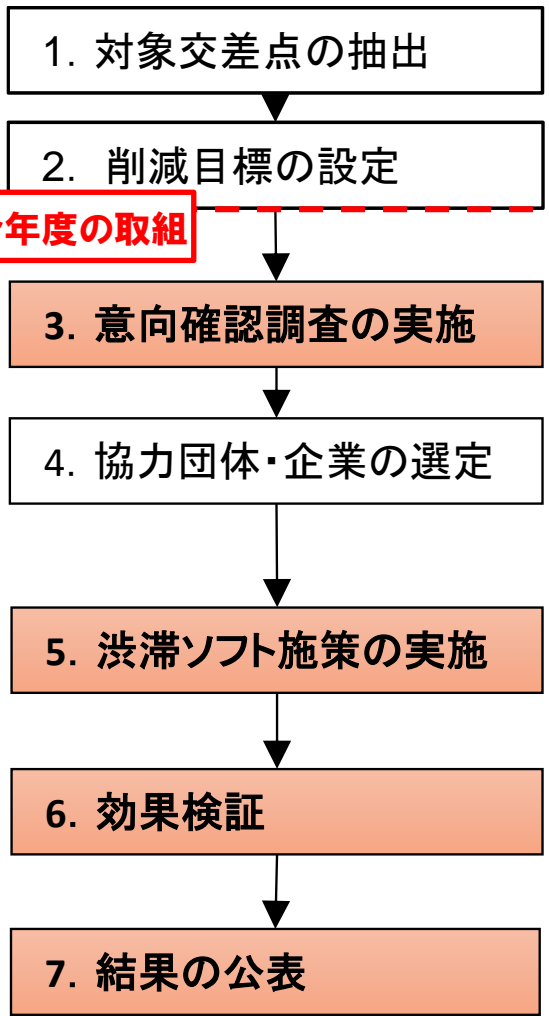 1. 対象交差点の抽出
2. 削減目標の設定
年度の取組
3. 意向確認調査の実施
4. 協力団体・企業の選定
5. 渋滞ソフト施策の実施
6. 効果検証
7. 結果の公表